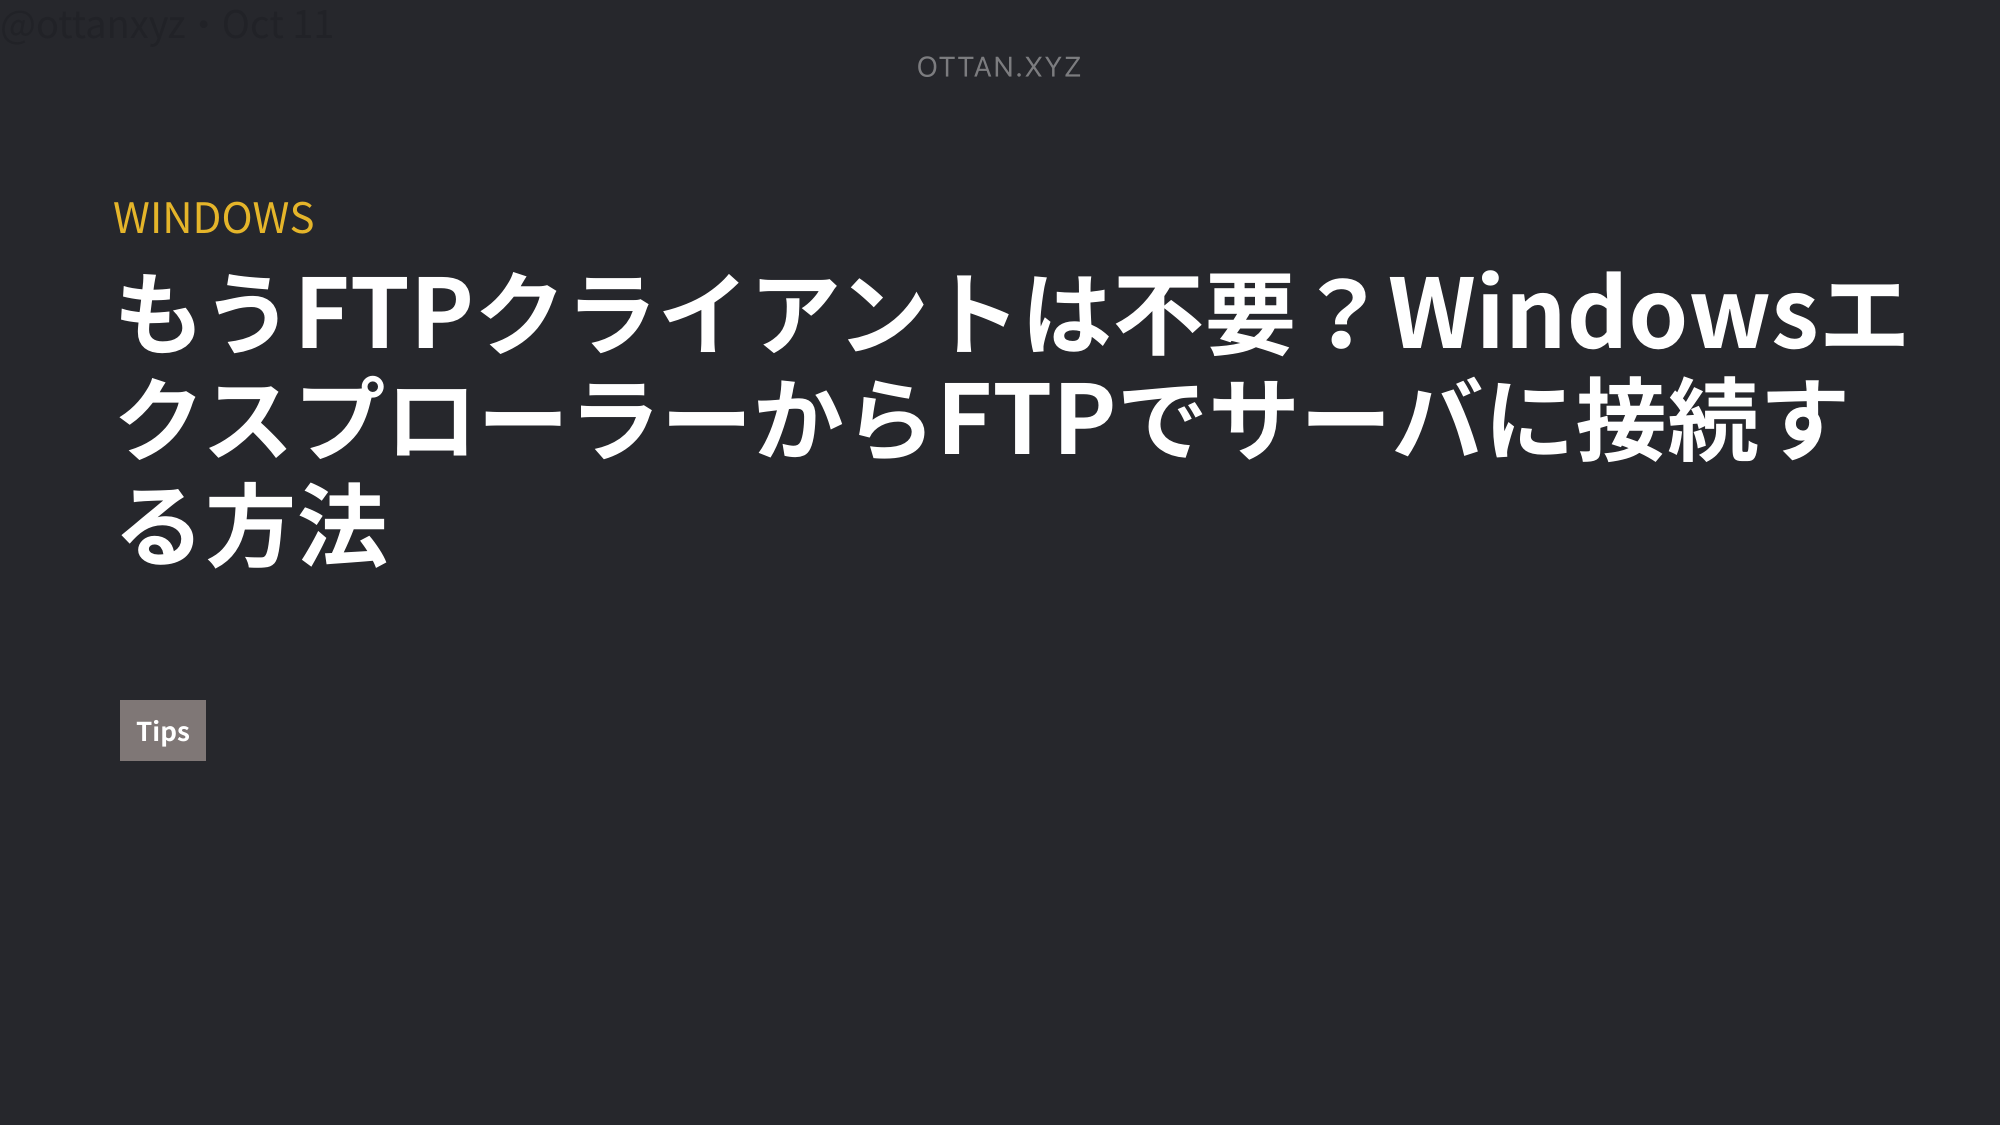 @ottanxyz・Oct 11
OTTAN.XYZ
WINDOWS
もうFTPクライアントは不要？Windowsエ
クスプローラーからFTPでサーバに接続す
る方法
Tips